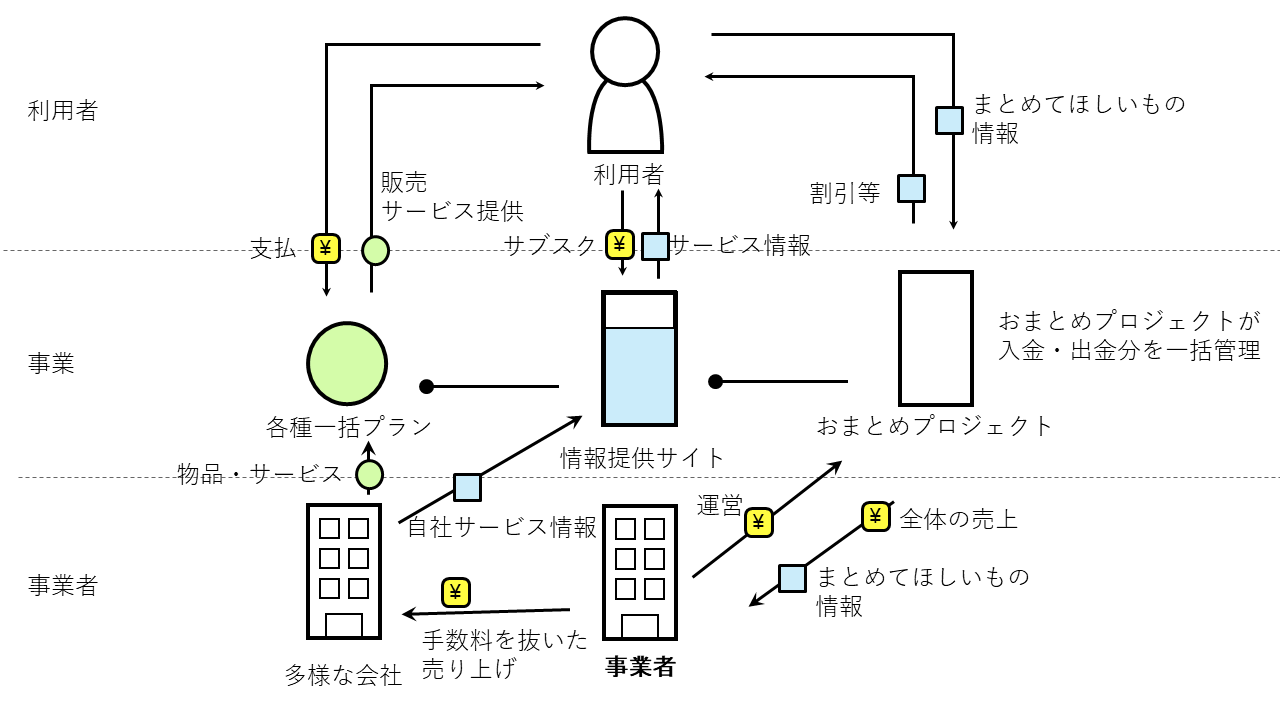 利用者
利用者
まとめてほしいもの
情報
割引等
販売
サービス提供
支払
¥
サブスク
¥
サービス情報
事業
各種一括プラン
情報提供サイト
おまとめプロジェクト
おまとめプロジェクトが
入金・出金分を一括管理
物品・サービス
自社サービス情報
運営
¥
¥
全体の売上
まとめてほしいもの
情報
事業者
¥
手数料を抜いた
売り上げ
多様な会社
事業者